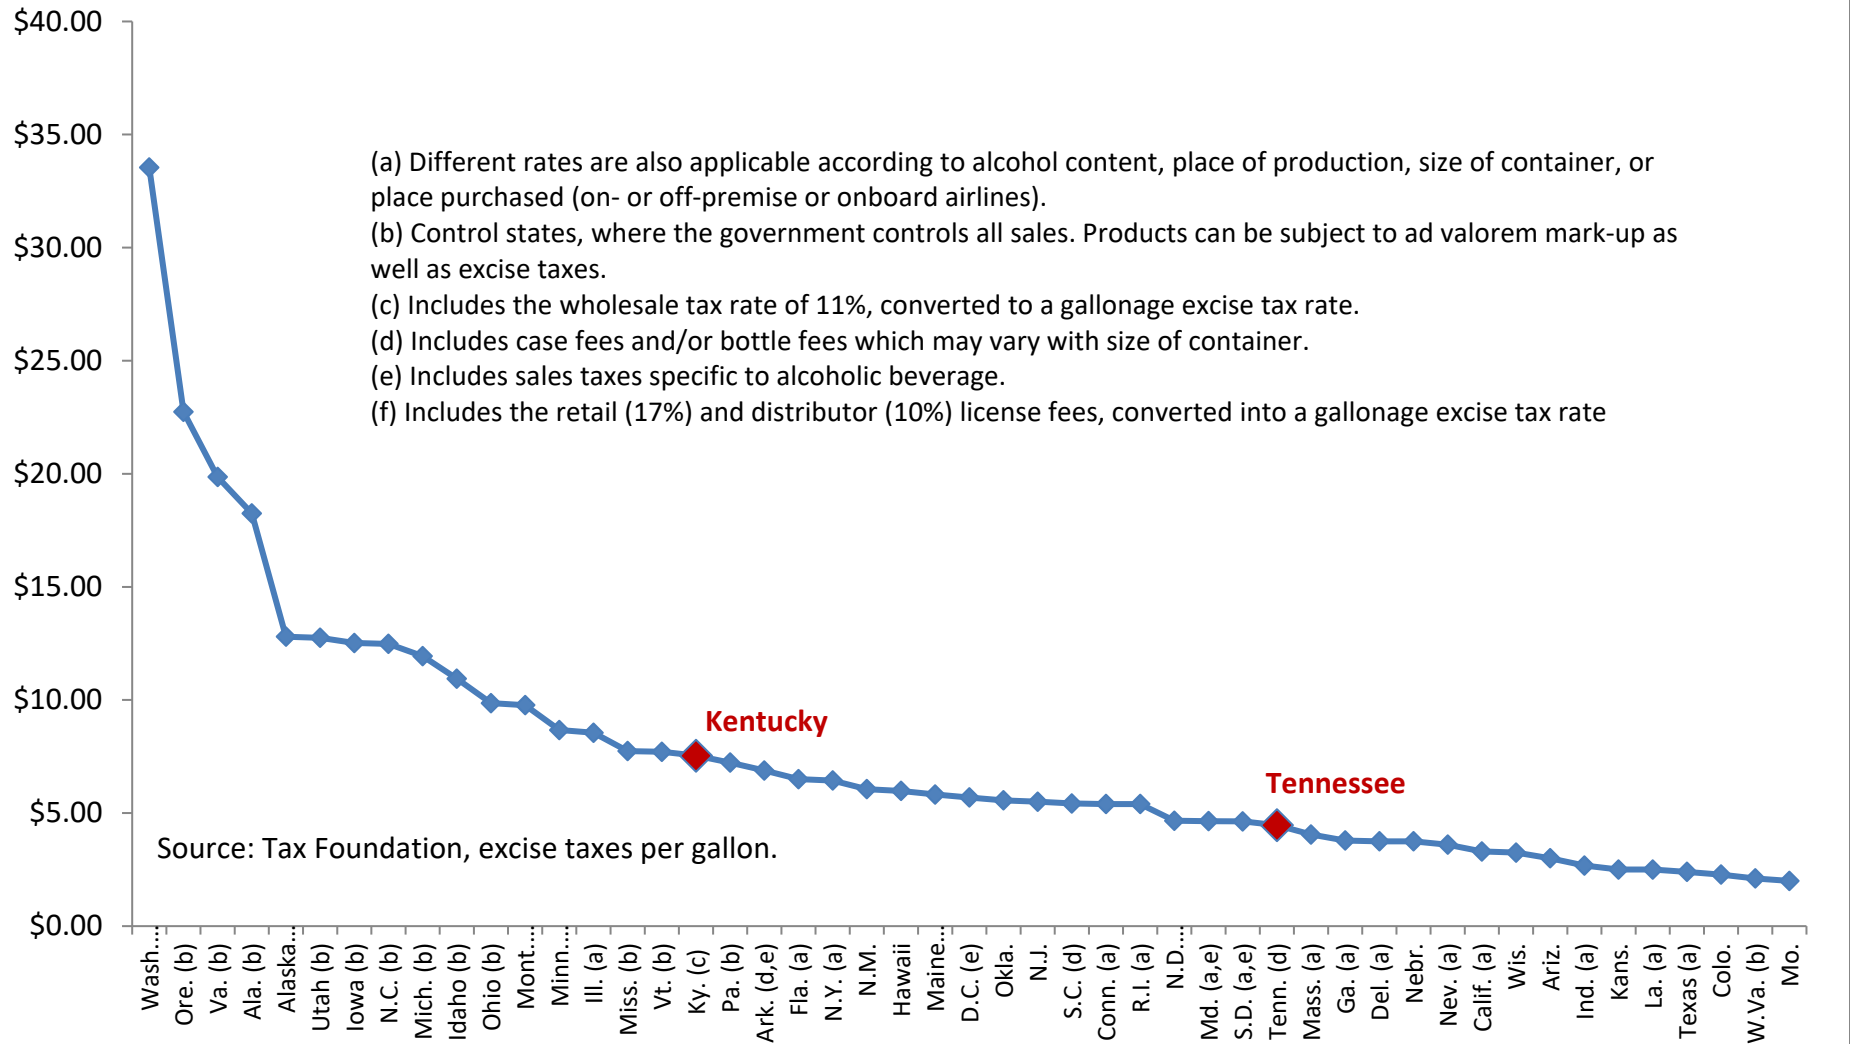 $40.00
$35.00
$30.00
$25.00
$20.00
$15.00
$10.00
$5.00
$0.00
(a) Different rates are also applicable according to alcohol content, place of production, size of container, or
place purchased (on- or off-premise or onboard airlines).
(b) Control states, where the government controls all sales. Products can be subject to ad valorem mark-up as
well as excise taxes.
(c) Includes the wholesale tax rate of 11%, converted to a gallonage excise tax rate.
(d) Includes case fees and/or bottle fees which may vary with size of container.
(e) Includes sales taxes specific to alcoholic beverage.
(f) Includes the retail (17%) and distributor (10%) license fees, converted into a gallonage excise tax rate
Kentucky
Tennessee
Source: Tax Foundation, excise taxes per gallon.
Wash.…
Ore. (b)
Va. (b)
Ala. (b)
Alaska…
Utah (b)
Iowa (b)
N.C. (b)
Mich. (b)
Idaho (b)
Ohio (b)
Mont.…
Minn.…
Ill. (a)
Miss. (b)
Vt. (b)
Ky. (c)
Pa. (b)
Ark. (d,e)
Fla. (a)
N.Y. (a)
N.M.
Hawaii
Maine…
D.C. (e)
Okla.
N.J.
S.C. (d)
Conn. (a)
R.I. (a)
N.D.…
Md. (a,e)
S.D. (a,e)
Tenn. (d)
Mass. (a)
Ga. (a)
Del. (a)
Nebr.
Nev. (a)
Calif. (a)
Wis.
Ariz.
Ind. (a)
Kans.
La. (a)
Texas (a)
Colo.
W.Va. (b)
Mo.